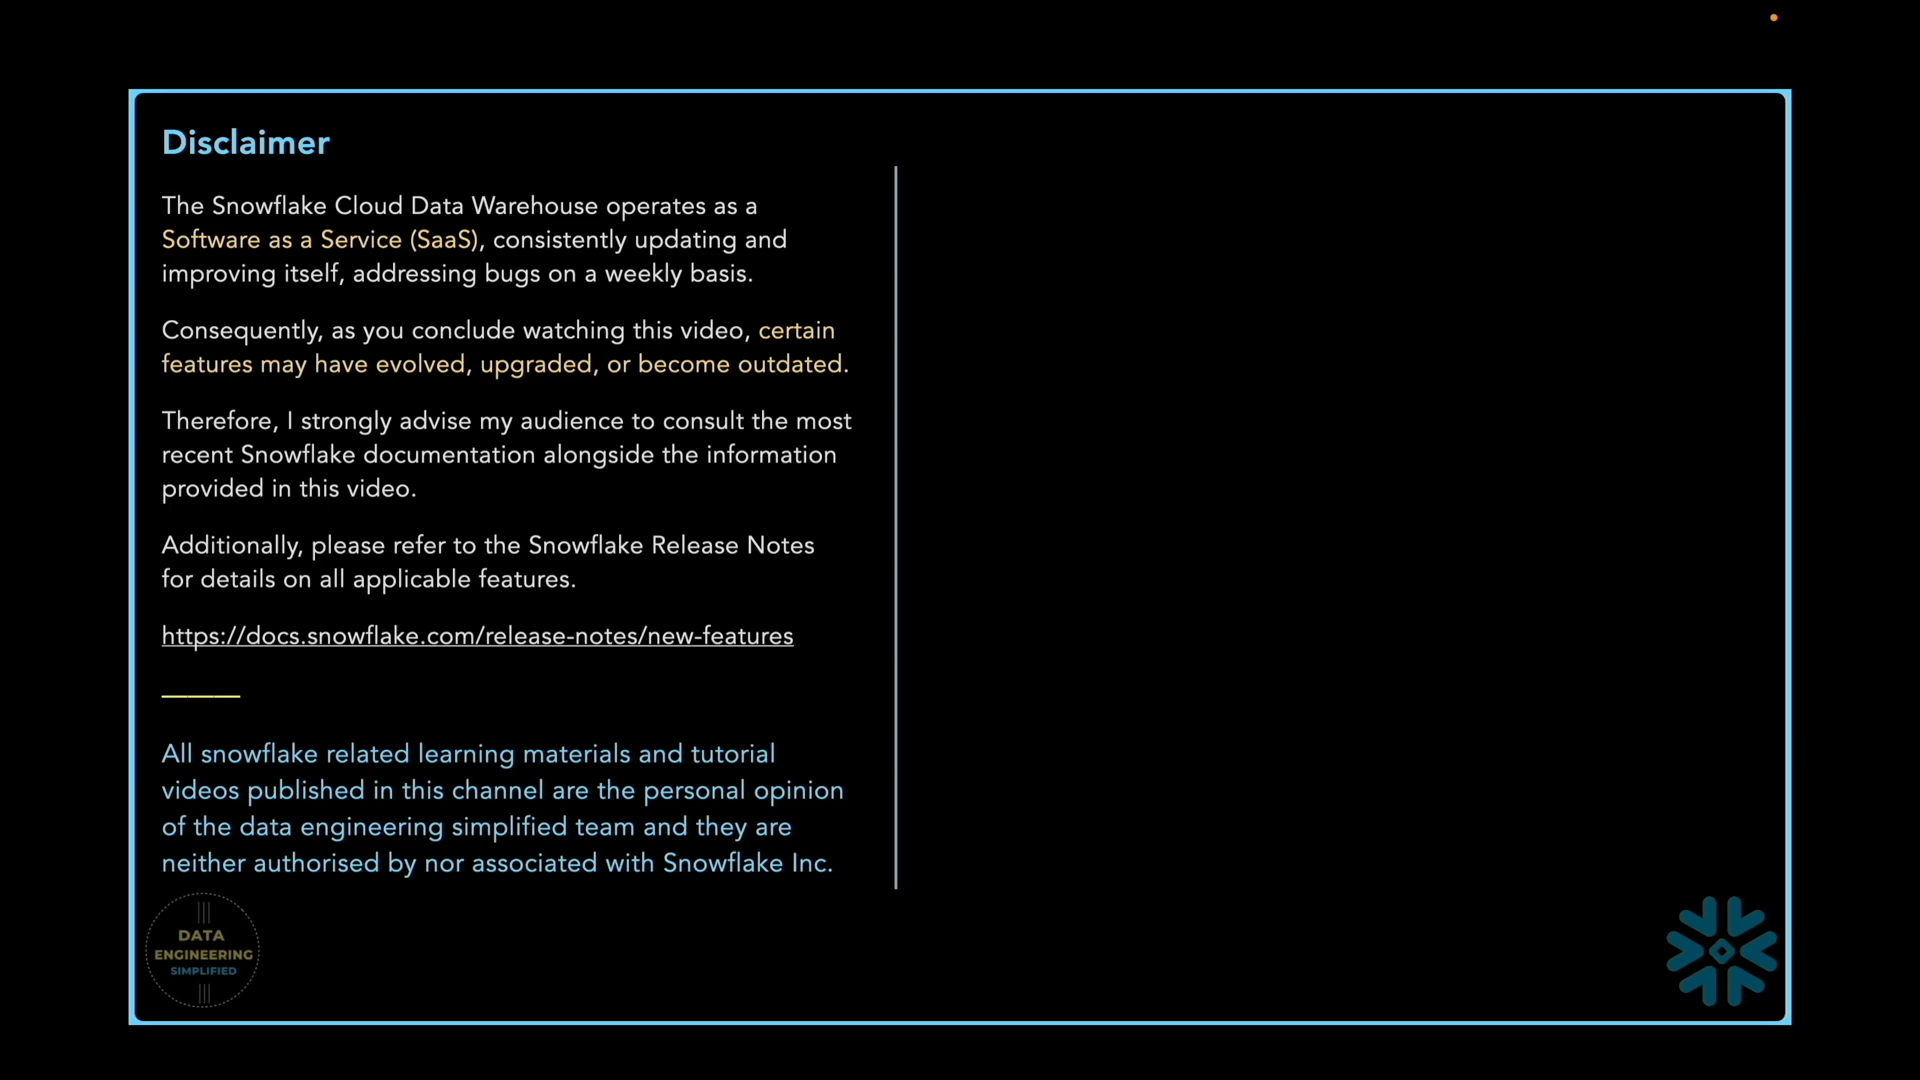 Disclaimer
The Snowflake Cloud Data Warehouse operates as a
Software as a Service (SaaS), consistently updating and
improving itself, addressing bugs on a weekly basis.
Consequently, as you conclude watching this video, certain
features may have evolved, upgraded, or become outdated.
Therefore, I strongly advise my audience to consult the most
recent Snowflake documentation alongside the information
provided in this video.
Additionally, please refer to the Snowflake Release Notes
for details on all applicable features.
https://docs.snowflake.com/release-notes/new-features
All snowflake related learning materials and tutorial
videos published in this channel are the personal opinion
of the data engineering simplified team and they are
neither authorised by nor associated with Snowflake Inc.
DATA
ENGINEERING
SIMPLIFIED